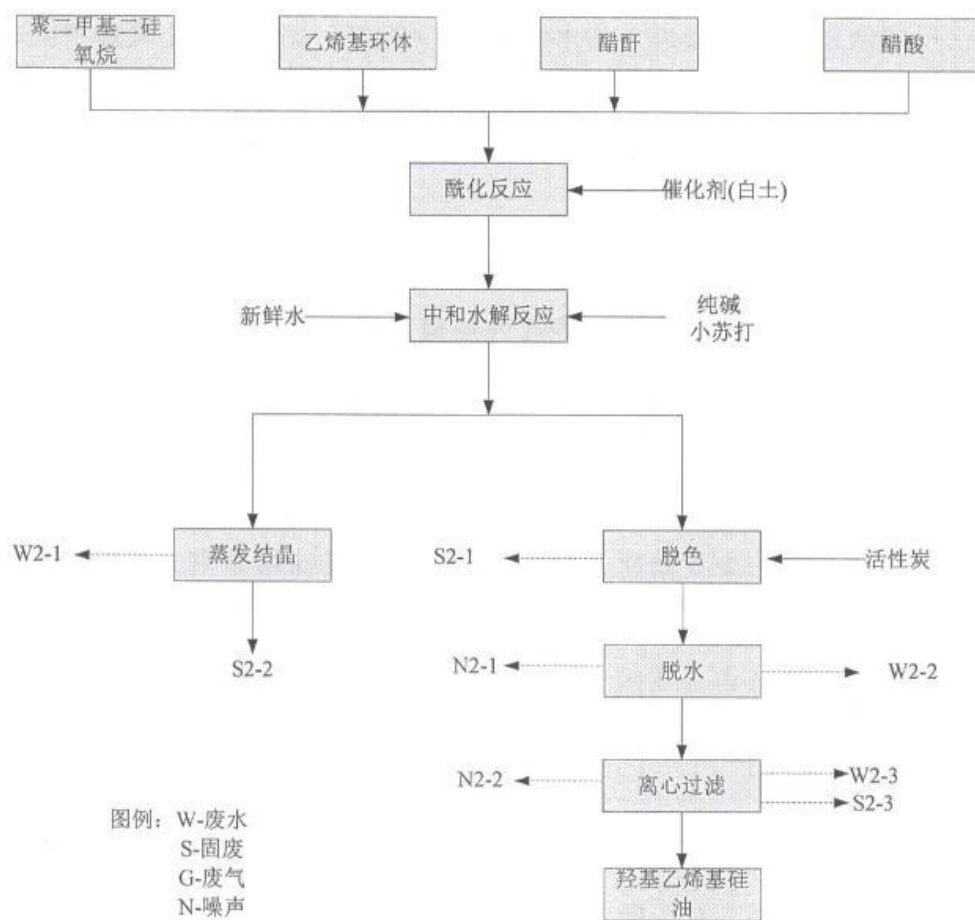 聚二甲基二硅
氧烷
乙烯基环体
醋酐
醋酸
酰化反应
催化剂(白土)
新鲜水
中和水解反应
纯碱
小苏打
W2-1
蒸发结晶
S2-1
脱色
活性炭
S2-2
N2-1
脱水
W2-2
N2-2
离心过滤
W2-3
S2-3
图例：W-废水
S-固废
G-废气
N-噪声
羟基乙烯基硅
油